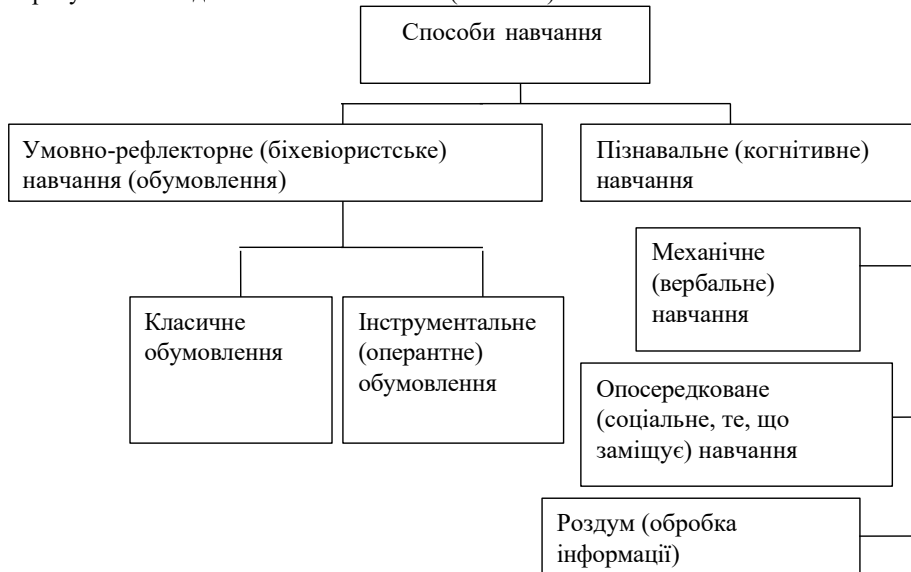 Способи навчання
Умовно-рефлекторне (біхевіористське)
навчання (обумовлення)
Пізнавальне (когнітивне)
навчання
Механічне
(вербальне)
навчання
Класичне
обумовлення
Інструментальне
(оперантне)
обумовлення
Опосередковане
(соціальне, те, що
заміщує) навчання
Роздум (обробка
інформації)